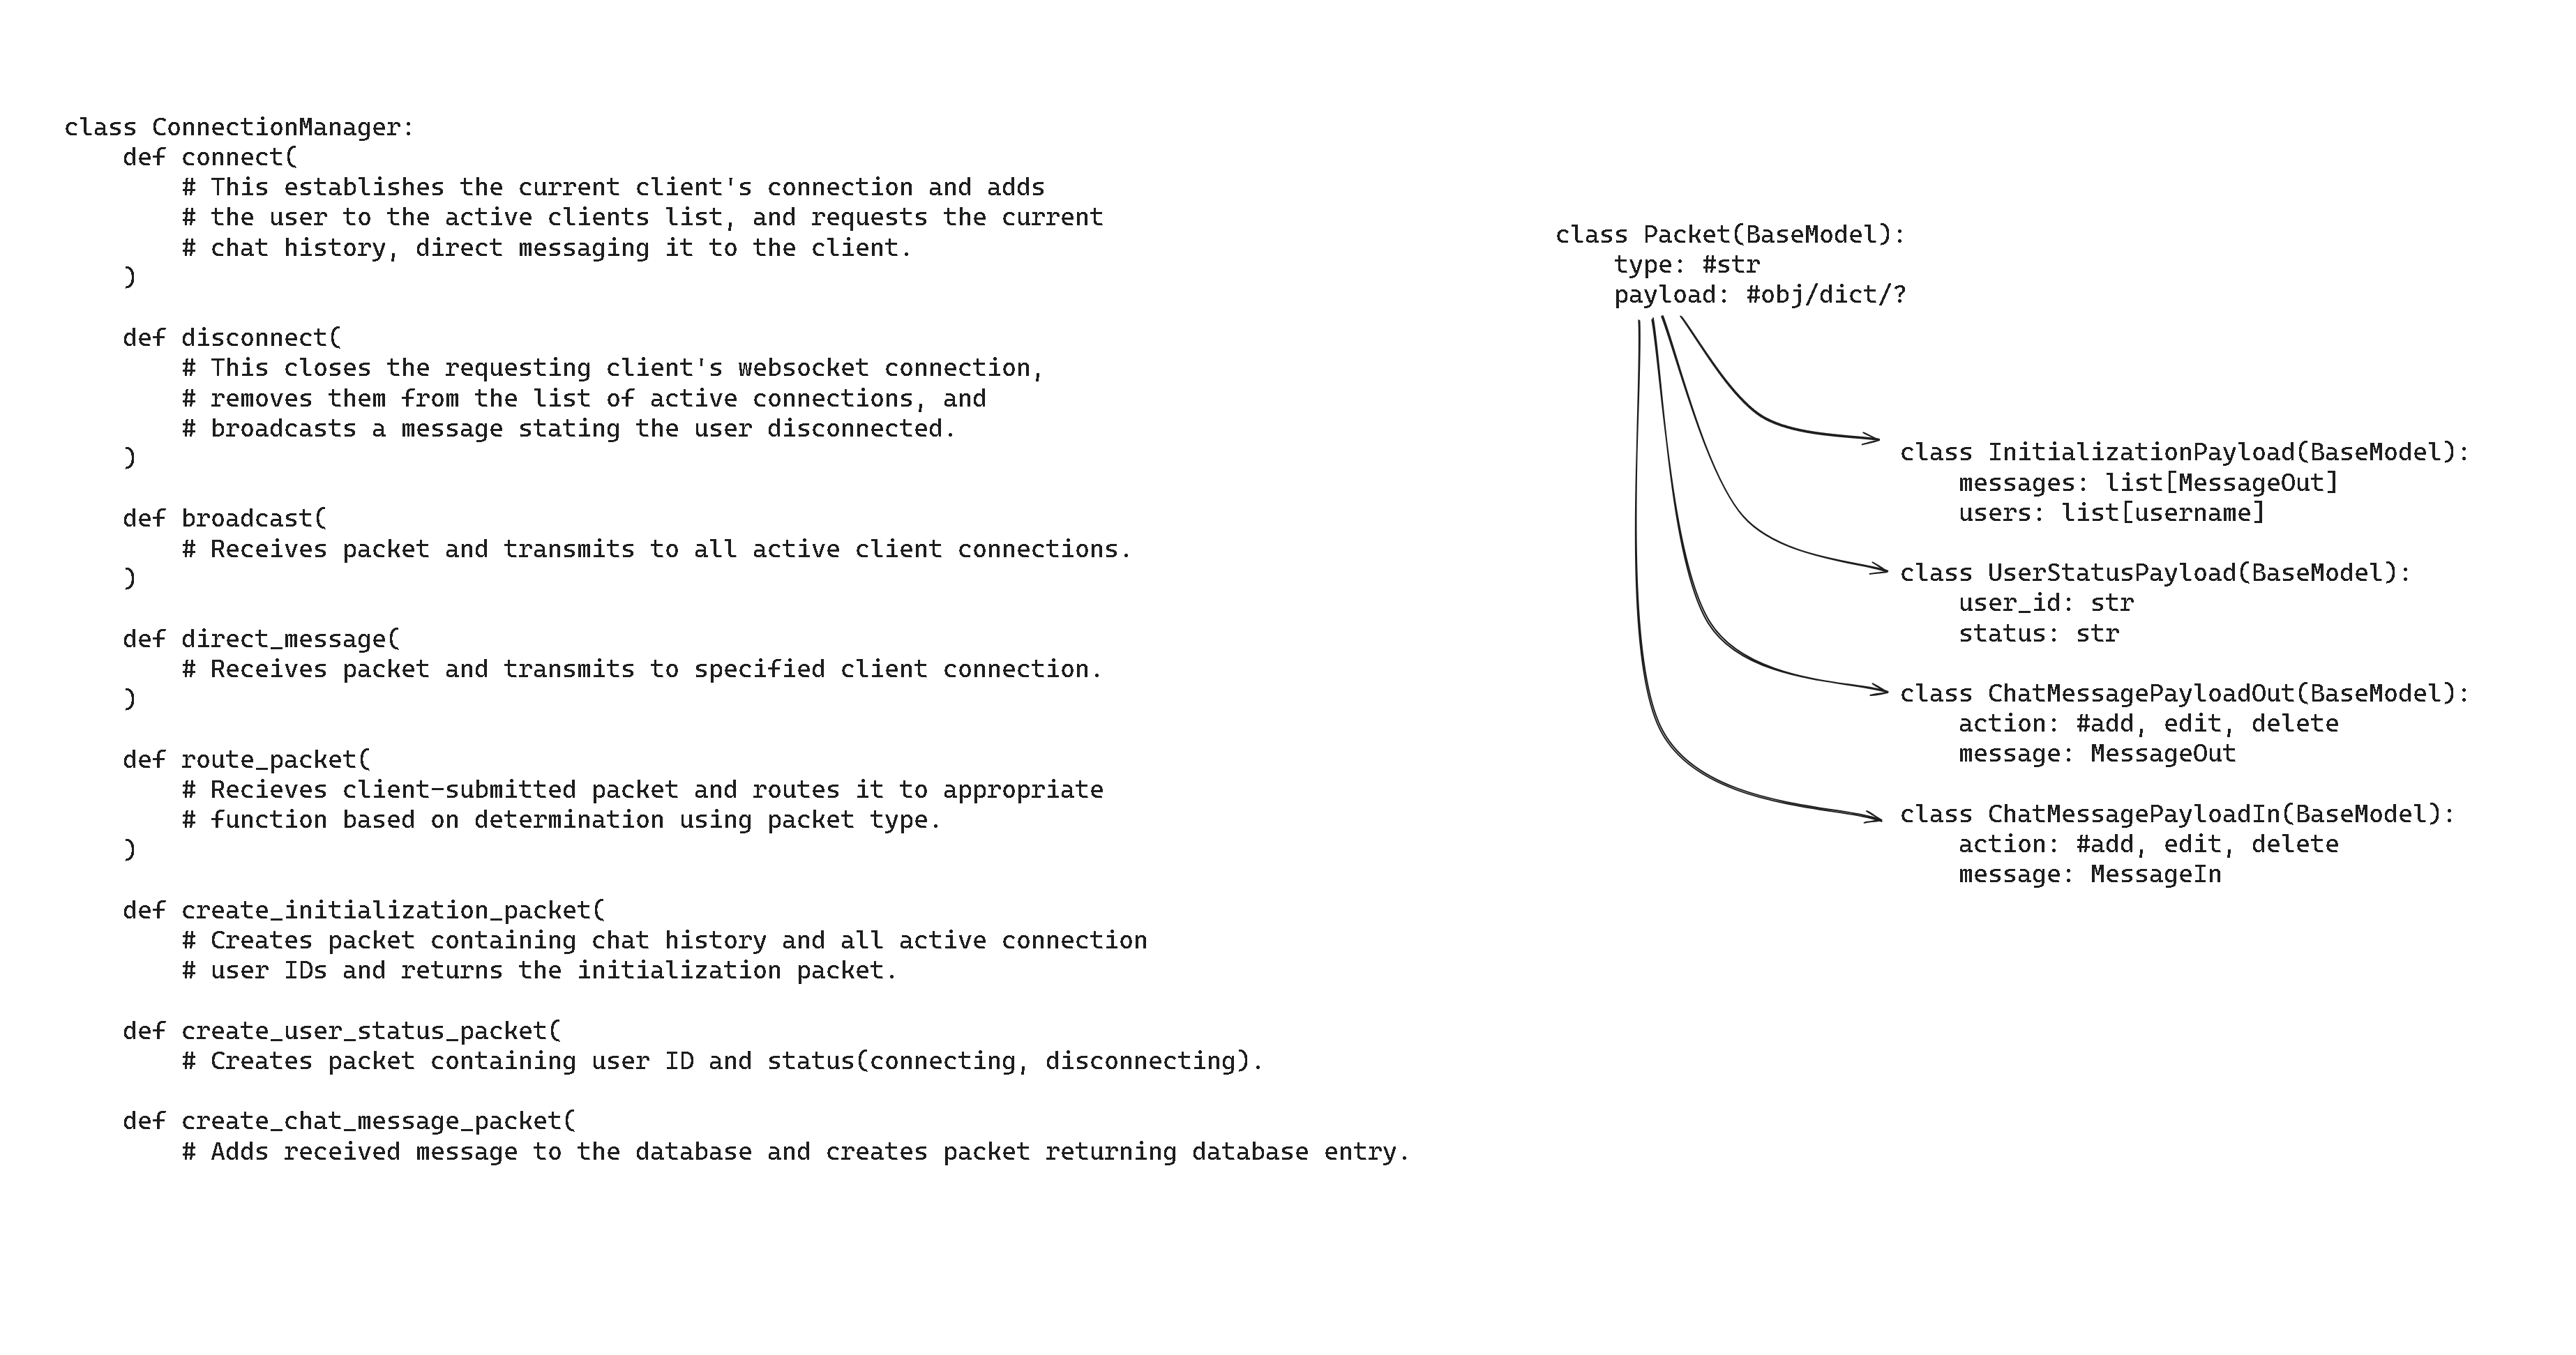 class ConnectionManager:
    def connect(
        # This establishes the current client's connection and adds
        # the user to the active clients list, and requests the current
        # chat history, direct messaging it to the client.
    )

    def disconnect(
        # This closes the requesting client's websocket connection,
        # removes them from the list of active connections, and
        # broadcasts a message stating the user disconnected.
    )

    def broadcast(
        # Receives packet and transmits to all active client connections.
    )

    def direct_message(
        # Receives packet and transmits to specified client connection.
    )

    def route_packet(
        # Recieves client-submitted packet and routes it to appropriate
        # function based on determination using packet type.
    )

    def create_initialization_packet(
        # Creates packet containing chat history and all active connection
        # user IDs and returns the initialization packet.

    def create_user_status_packet(
        # Creates packet containing user ID and status(connecting, disconnecting).

    def create_chat_message_packet(
        # Adds received message to the database and creates packet returning database entry.

class Packet(BaseModel):
    type: #str
    payload: #obj/dict/?

class InitializationPayload(BaseModel):
    messages: list[MessageOut]
    users: list[username]

class UserStatusPayload(BaseModel):
    user_id: str
    status: str

class ChatMessagePayloadOut(BaseModel):
    action: #add, edit, delete
    message: MessageOut

class ChatMessagePayloadIn(BaseModel):
    action: #add, edit, delete
    message: MessageIn